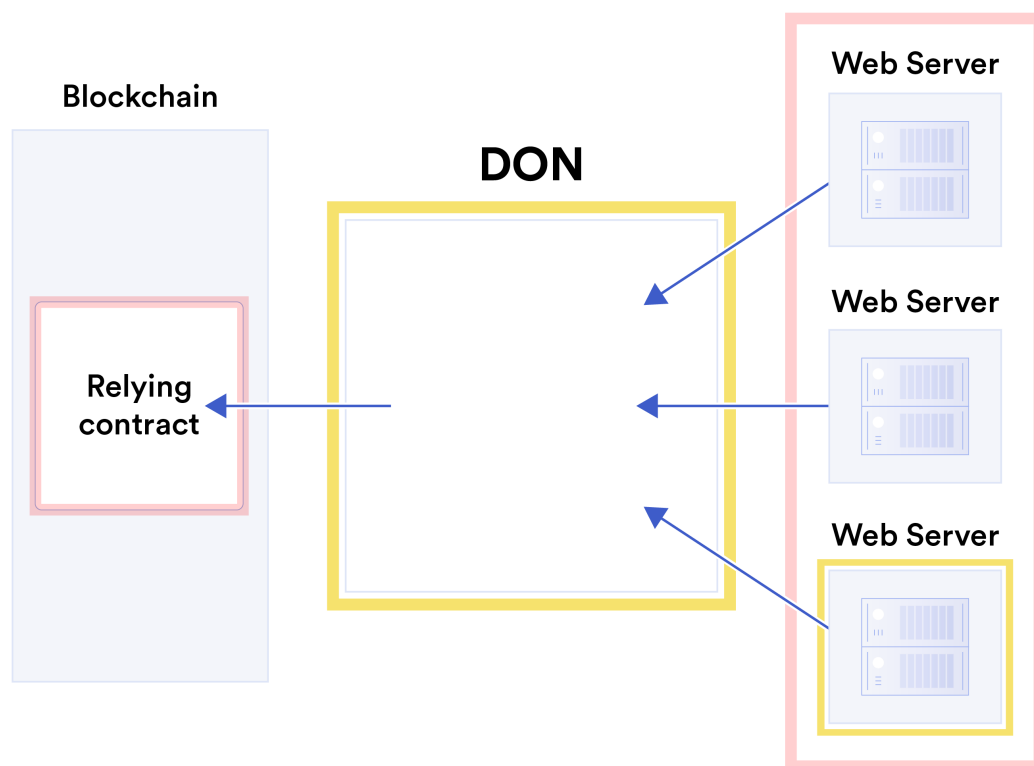 Blockchain
Relying
contract
DON
Web Server
Web Server
Web Server